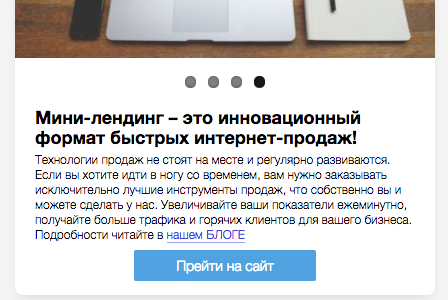 Мини-лендинг – это инновационный
формат быстрых интернет-продаж!
Технологии продаж не стоят на месте и регулярно развиваются.
Если вы хотите идти в ногу со временем, вам нужно заказывать
исключительно лучшие инструменты продаж, что собственно вы и
можете сделать у нас. Увеличивайте ваши показатели ежеминутно,
получайте больше трафика и горячих клиентов для вашего бизнеса.
Подробности читайте в нашем БЛОГЕ
Прейти на сайт